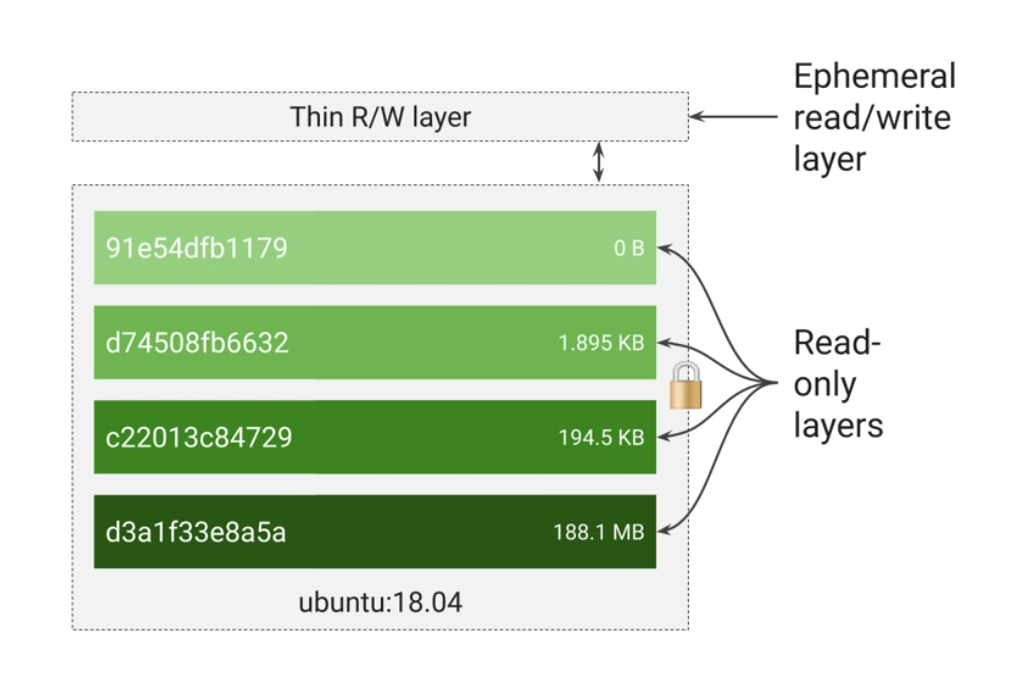 Thin R/W layer
Ephemeral
read/write
layer
91e54dfb1179 0 B
d74508fb6632 1.895 KB
c22013c84729 194.5 KB
d3a1f33e8a5a 188.1 MB
ubuntu:18.04
Read-
only
layers